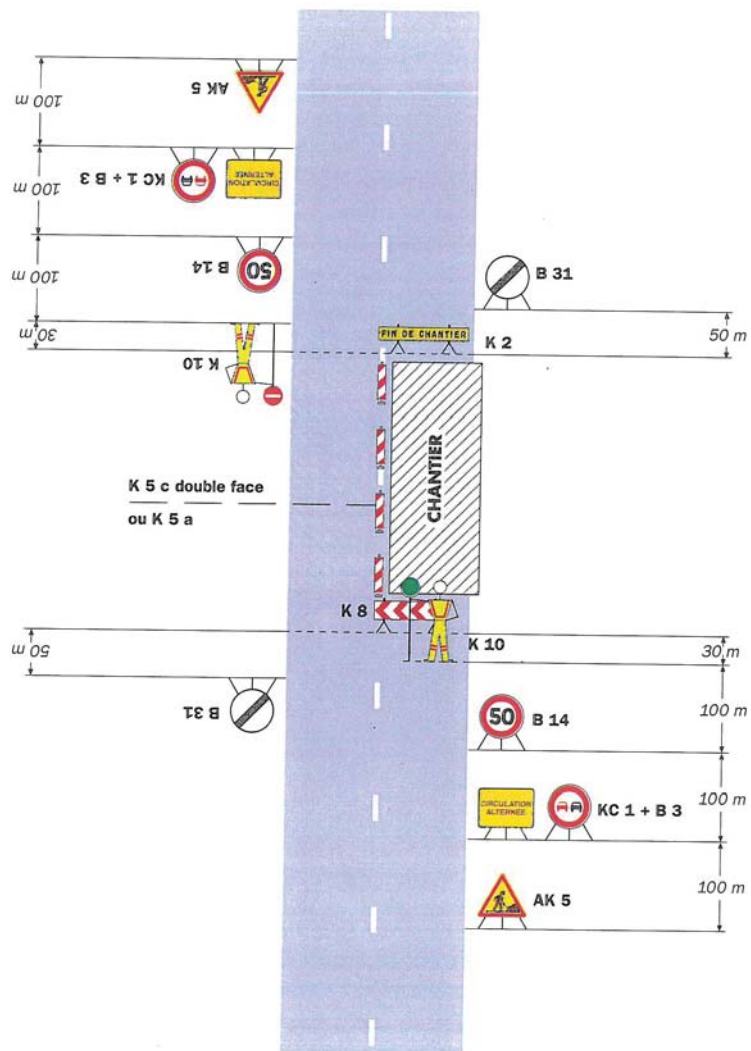 AK 5
100 m
KC 1 + B 3
CIRCULATION
ALTERNÉE
100 m
B 14
50
100 m
B 31
50 m
K 10
30 m
FIN DE CHANTIER
K 2
CHANTIER
K 5 c double face
ou K 5 a
K 8
K 10
30 m
50 m
B 31
50
B 14
100 m
CIRCULATION
ALTERNÉE
KC 1 + B 3
100 m
AK 5
100 m